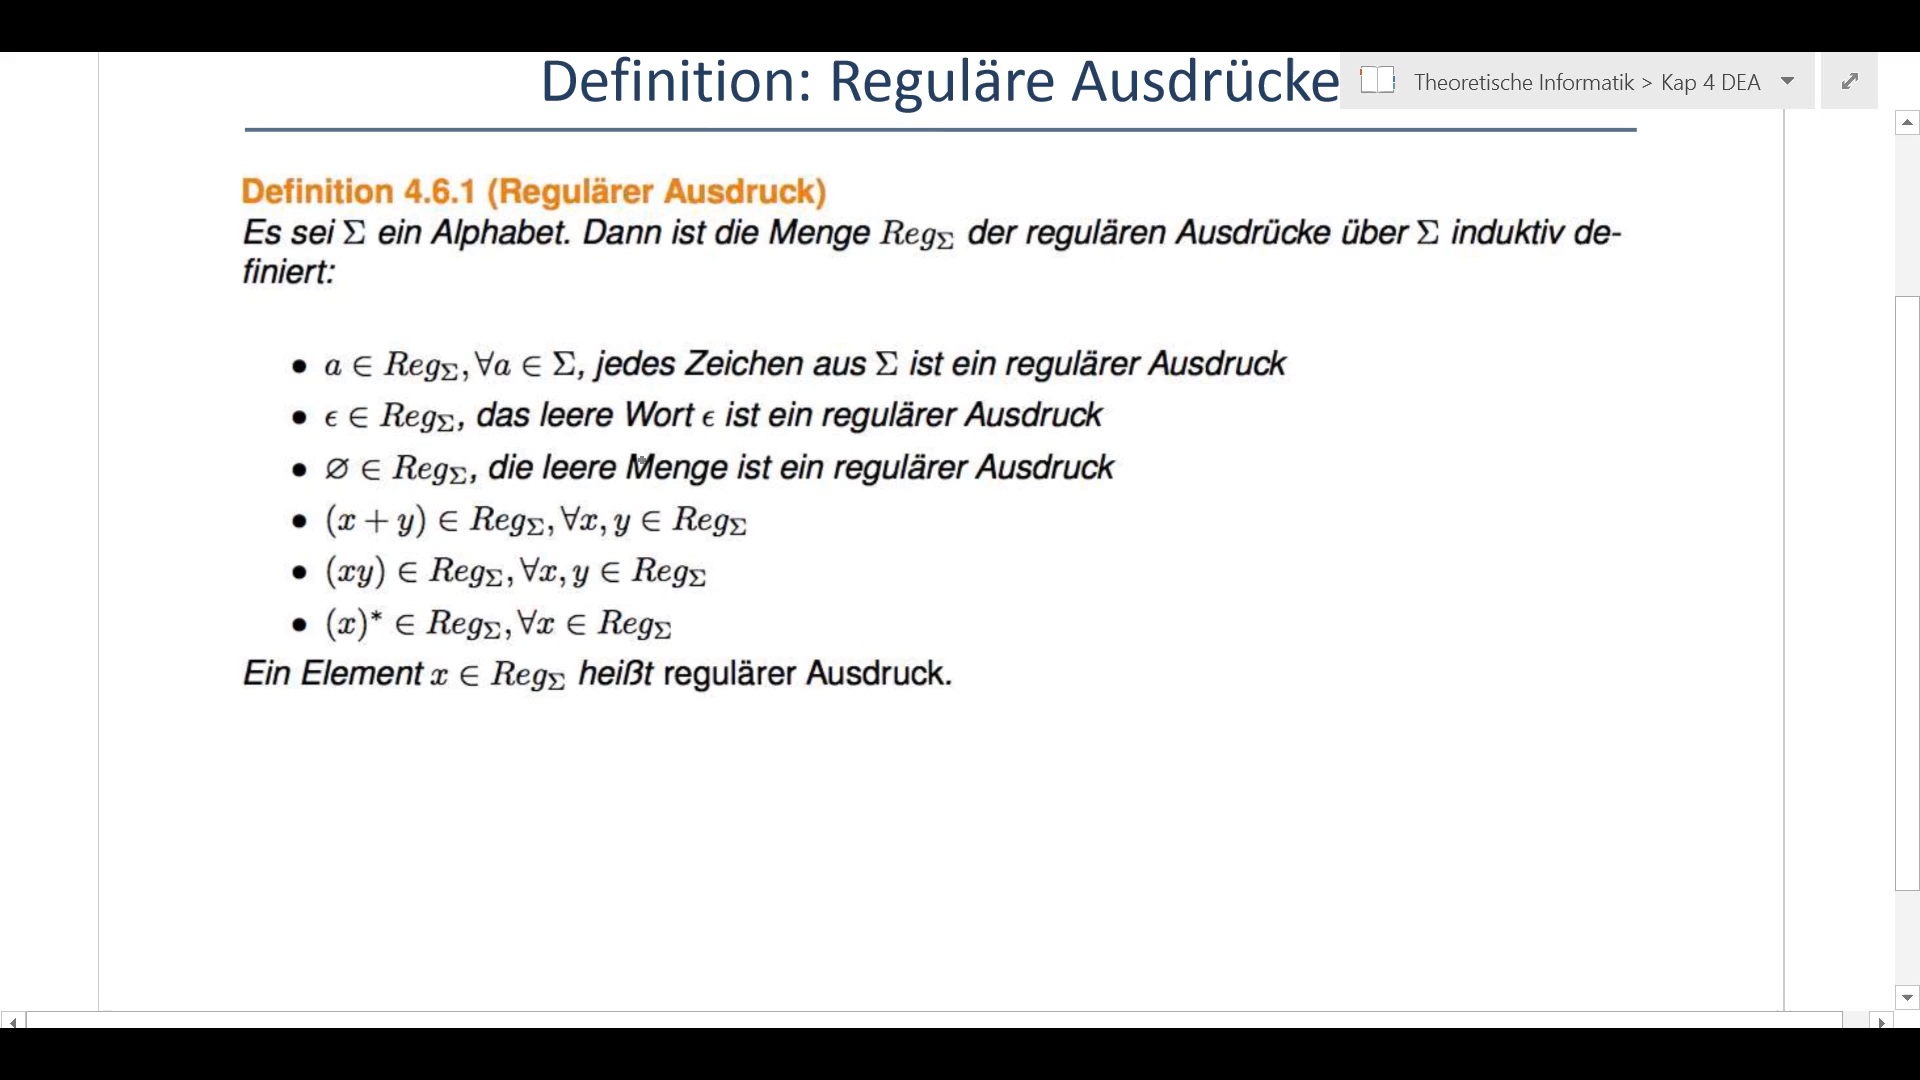 Definition: Reguläre Ausdrücke
Theoretische Informatik > Kap 4 DEA
Definition 4.6.1 (Regulärer Ausdruck)
Es sei Σ ein Alphabet. Dann ist die Menge Reg_Σ der regulären Ausdrücke über Σ induktiv de-
finiert:
• a ∈ Reg_Σ, ∀a ∈ Σ, jedes Zeichen aus Σ ist ein regulärer Ausdruck
• ϵ ∈ Reg_Σ, das leere Wort ϵ ist ein regulärer Ausdruck
• ∅ ∈ Reg_Σ, die leere Menge ist ein regulärer Ausdruck
• (x + y) ∈ Reg_Σ, ∀x, y ∈ Reg_Σ
• (xy) ∈ Reg_Σ, ∀x, y ∈ Reg_Σ
• (x)* ∈ Reg_Σ, ∀x ∈ Reg_Σ
Ein Element x ∈ Reg_Σ heißt regulärer Ausdruck.